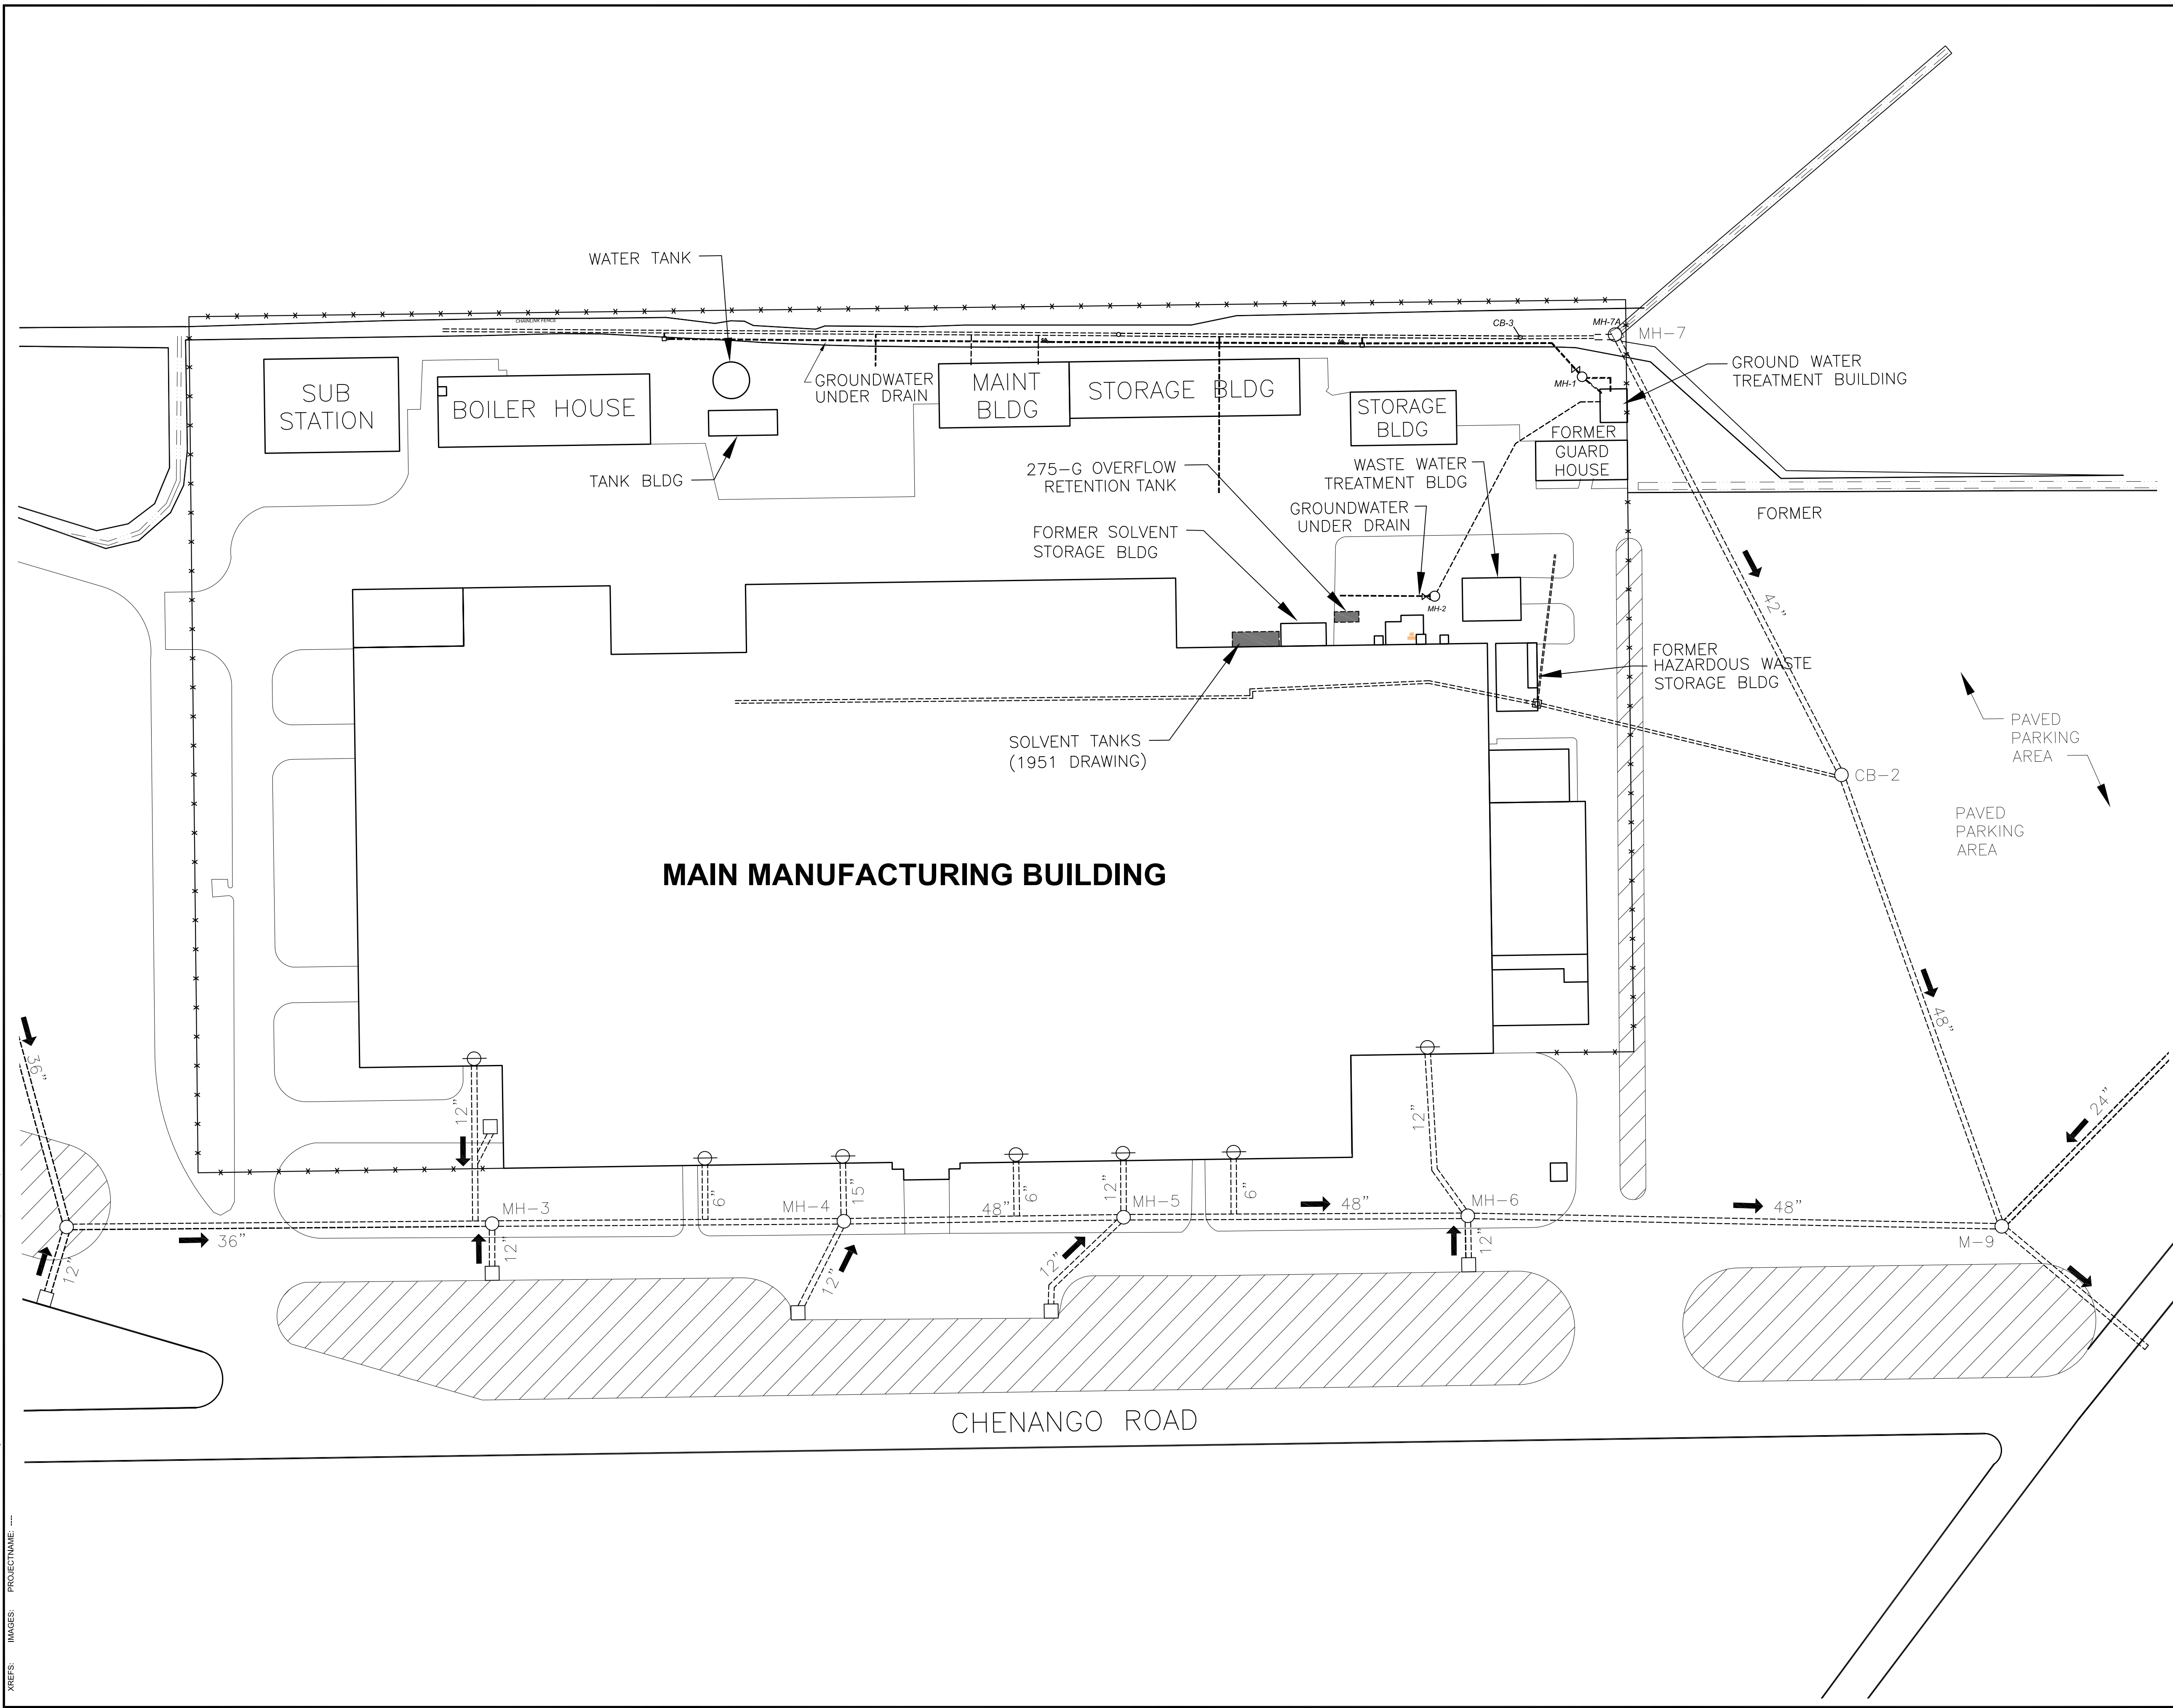 WATER TANK
CHAINLINK FENCE
CB-3
MH-7A
MH-7
GROUND WATER
TREATMENT BUILDING
SUB
STATION
BOILER HOUSE
GROUNDWATER
UNDER DRAIN
MAINT
BLDG
STORAGE BLDG
STORAGE
BLDG
MH-1
FORMER
GUARD
HOUSE
TANK BLDG
275-G OVERFLOW
RETENTION TANK
WASTE WATER
TREATMENT BLDG
GROUNDWATER
UNDER DRAIN
FORMER
FORMER SOLVENT
STORAGE BLDG
MH-2
42"
FORMER
HAZARDOUS WASTE
STORAGE BLDG
SOLVENT TANKS
(1951 DRAWING)
PAVED
PARKING
AREA
CB-2
PAVED
PARKING
AREA
MAIN MANUFACTURING BUILDING
48"
36"
12"
12"
24"
MH-3
6"
MH-4
15"
48"
6"
12"
MH-5
6"
48"
MH-6
48"
M-9
36"
12"
12"
12"
12"
12"
CHENANGO ROAD
XREFS: IMAGES: PROJECTNAME: ----